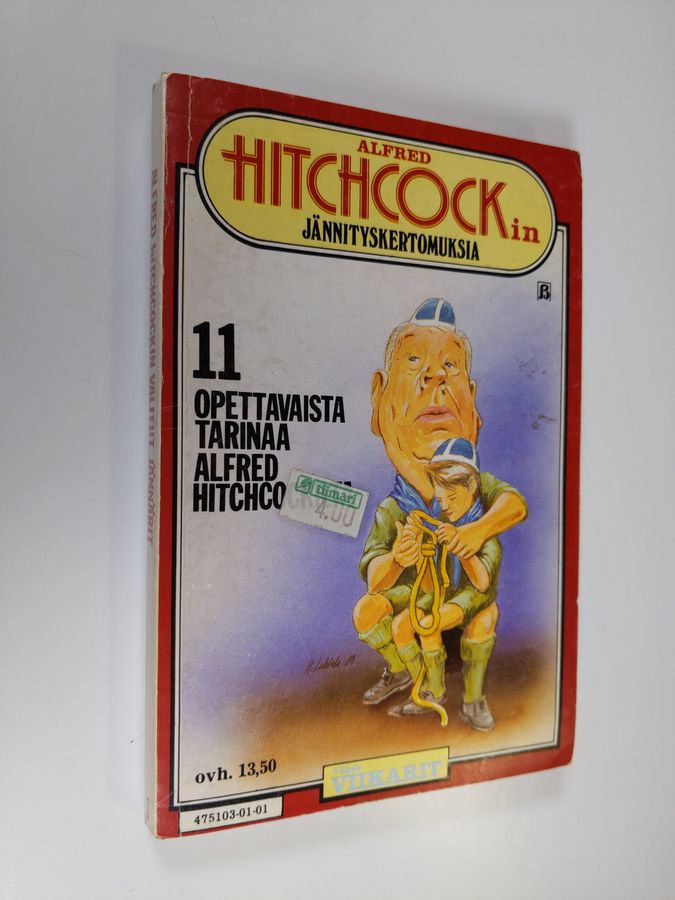 ALFRED
HITCHCOCKin
JÄNNITYSKERTOMUKSIA
B
11
OPETTAVAISTA
TARINAA
ALFRED
HITCHCO
tiimari
4.00
ovh. 13,50
VIIKARIT
475103-01-01
ALFRED HITCHCOCKIN VALITUT JÄNNÄRIT